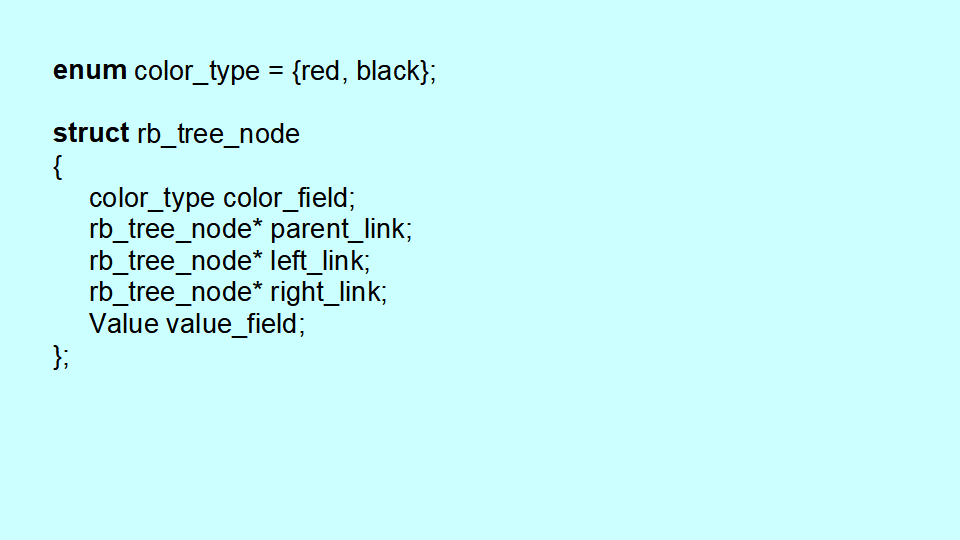 enum color_type = {red, black};
struct rb_tree_node
{
color_type color_field;
rb_tree_node* parent_link;
rb_tree_node* left_link;
rb_tree_node* right_link;
Value value_field;
};